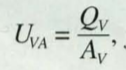 U_{VA} = \frac{Q_V}{A_V},